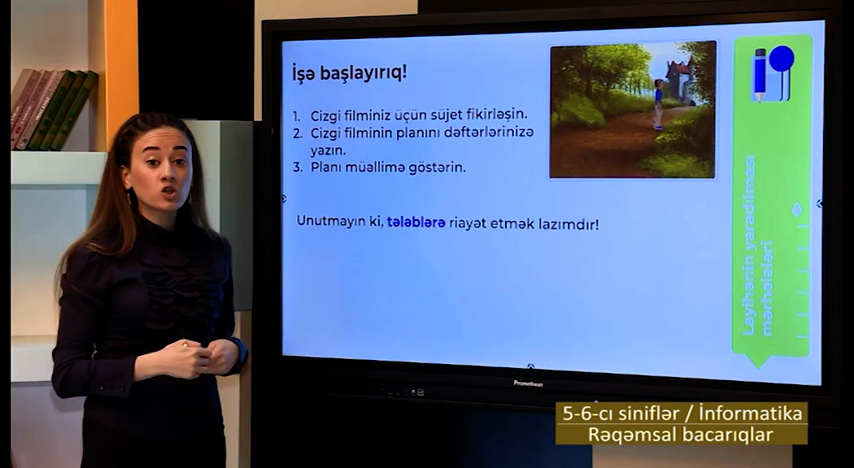 İşə başlayırıq!
1. Cizgi filminiz üçün süjet fikirləşin.
2. Cizgi filminin planını dəftərlərinizə
yazın.
3. Planı müəllimə göstərin.
Unutmayın ki, tələblərə riayət etmək lazımdır!
Layihənin yaradılması
mərhələləri
Promethean
5-6-cı siniflər / İnformatika
Rəqəmsal bacarıqlar